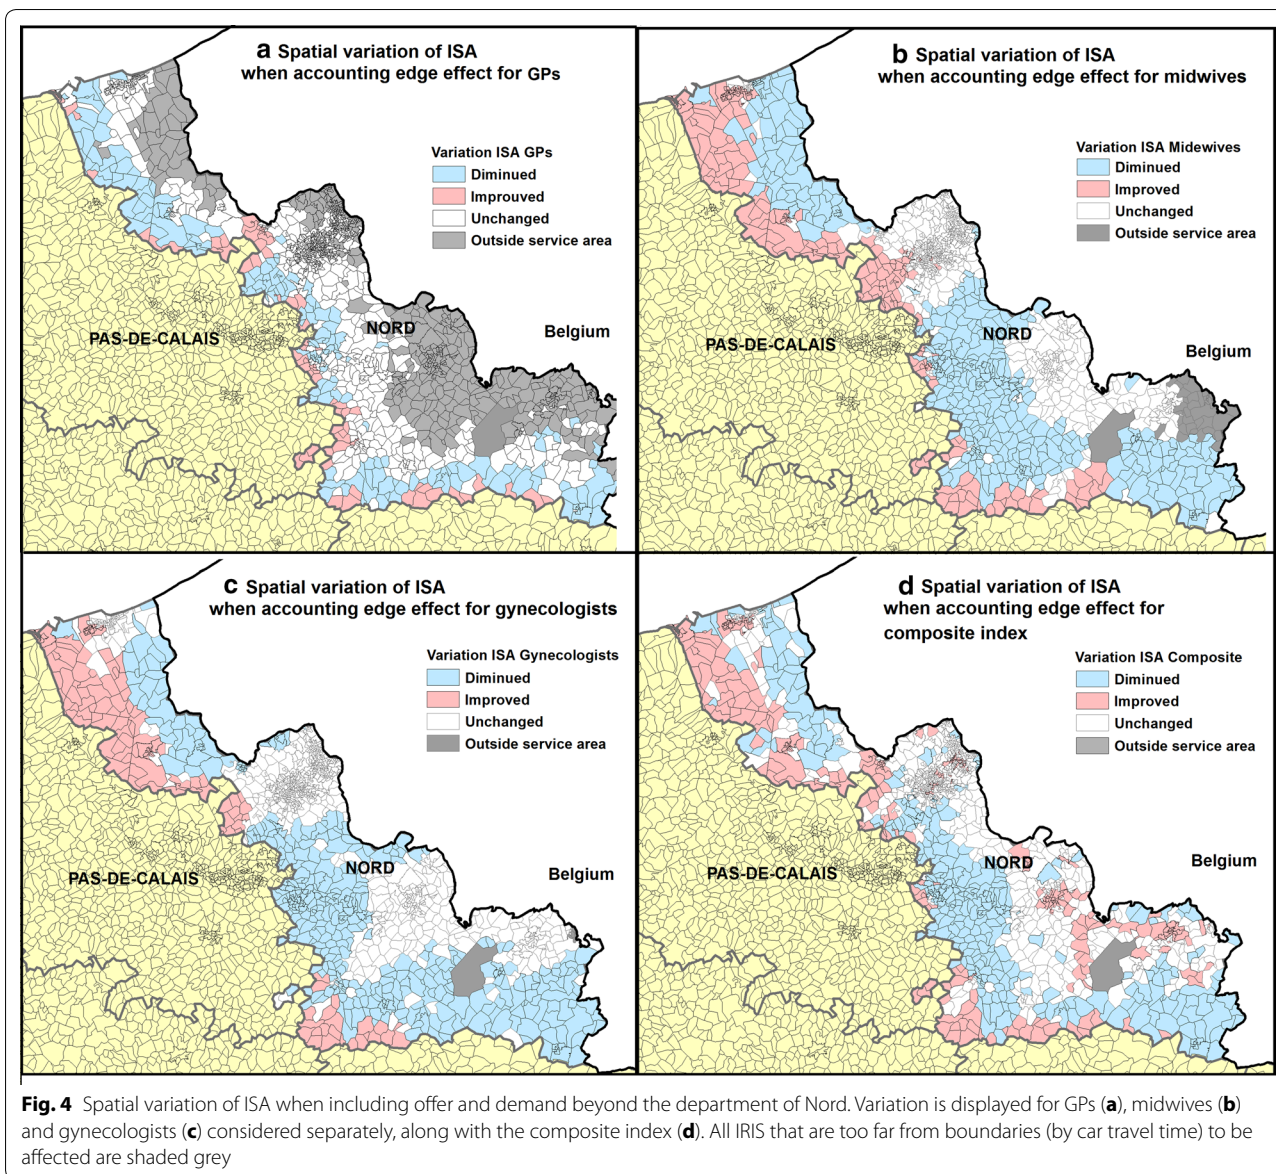 a Spatial variation of ISA
when accounting edge effect for GPs
Variation ISA GPs
Diminued
Improuved
Unchanged
Outside service area
PAS-DE-CALAIS
NORD
Belgium
b Spatial variation of ISA
when accounting edge effect for midwives
Variation ISA Midewives
Diminued
Improved
Unchanged
Outside service area
PAS-DE-CALAIS
NORD
Belgium
c Spatial variation of ISA
when accounting edge effect for gynecologists
Variation ISA Gynecologists
Diminued
Improved
Unchanged
Outside service area
PAS-DE-CALAIS
NORD
Belgium
d Spatial variation of ISA
when accounting edge effect for
composite index
Variation ISA Composite
Diminued
Improved
Unchanged
Outside service area
PAS-DE-CALAIS
NORD
Belgium
Fig. 4 Spatial variation of ISA when including offer and demand beyond the department of Nord. Variation is displayed for GPs (a), midwives (b)
and gynecologists (c) considered separately, along with the composite index (d). All IRIS that are too far from boundaries (by car travel time) to be
affected are shaded grey